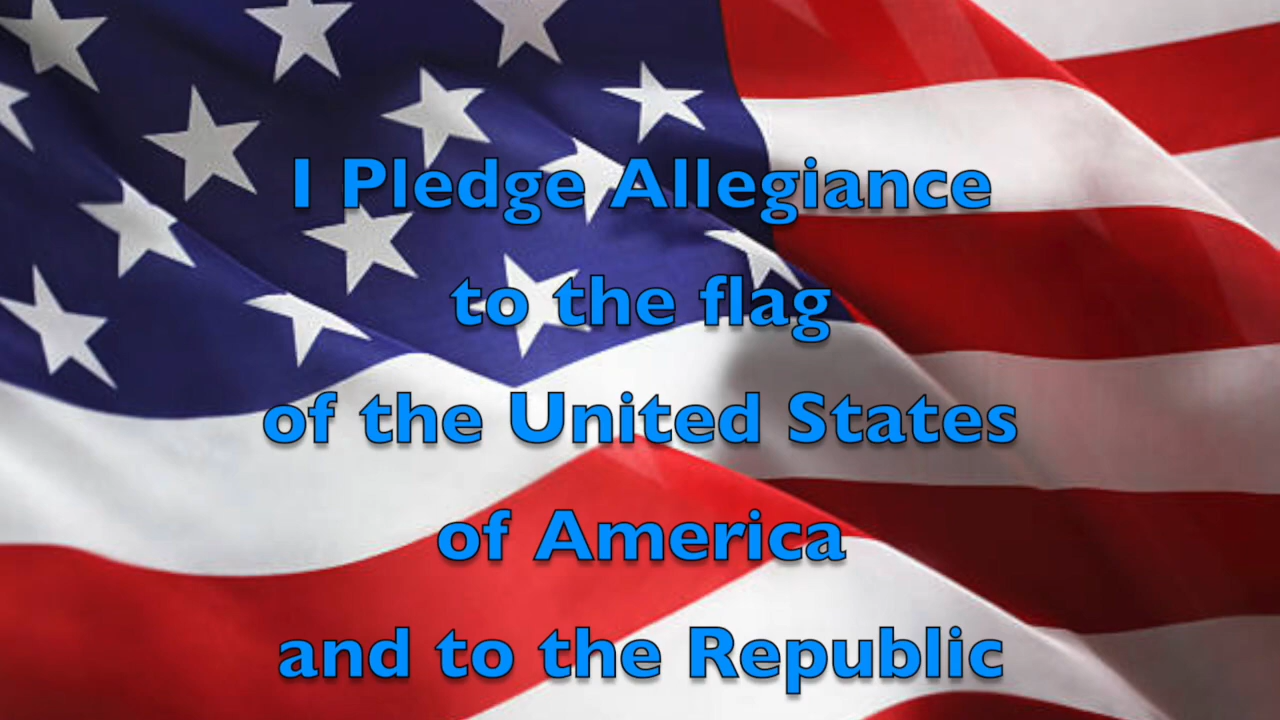 I Pledge Allegiance
to the flag
of the United States
of America
and to the Republic